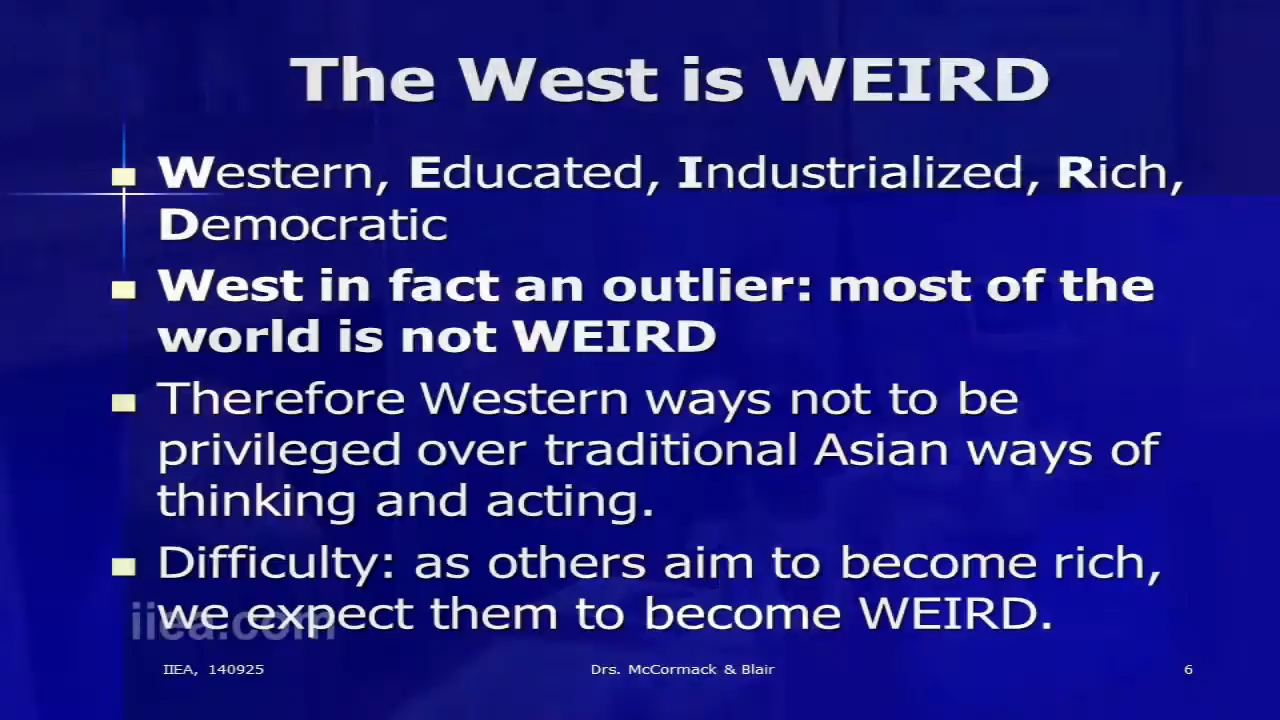 The West is WEIRD
Western, Educated, Industrialized, Rich,
Democratic
West in fact an outlier: most of the
world is not WEIRD
Therefore Western ways not to be
privileged over traditional Asian ways of
thinking and acting.
Difficulty: as others aim to become rich,
we expect them to become WEIRD.
iiea.com
IIEA, 140925
Drs. McCormack & Blair
6